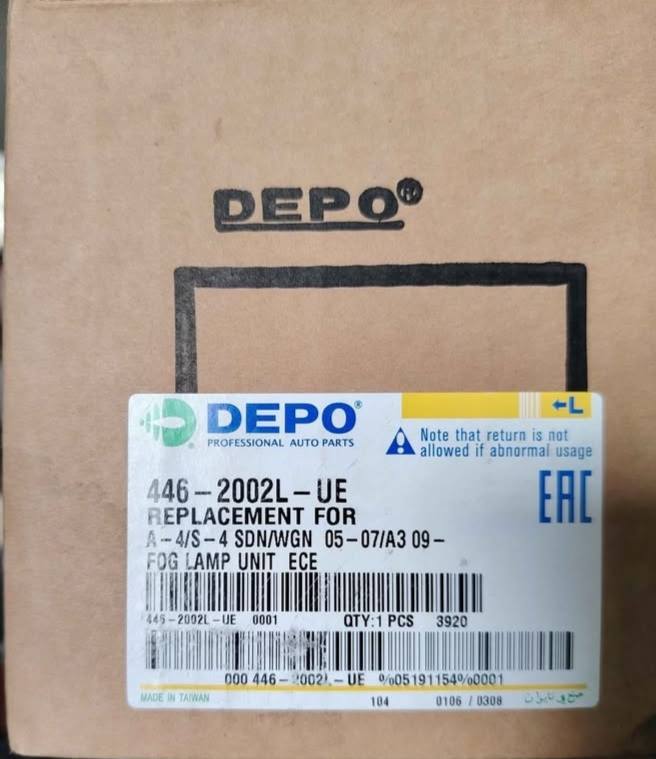 DEPO®
DEPO®
PROFESSIONAL AUTO PARTS
←L
Note that return is not
allowed if abnormal usage
446-2002L-UE
REPLACEMENT FOR
A-4/S-4 SDN/WGN 05-07/A3 09-
FOG LAMP UNIT ECE
EAC
446-2002L-UE 0001 QTY:1 PCS 3920
000 446-2002L-UE %05191154%0001
MADE IN TAIWAN 104 0106 / 0308